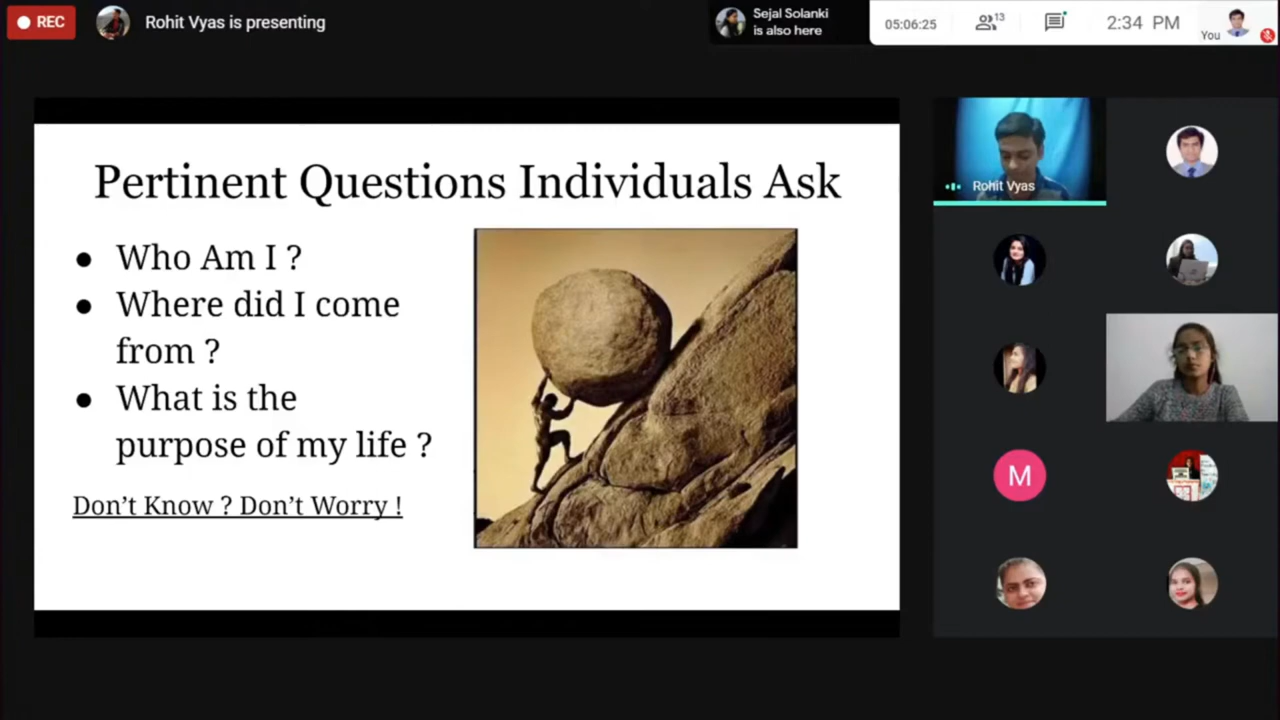 REC
Rohit Vyas is presenting
Sejal Solanki
is also here
05:06:25
13
2:34 PM
You
Pertinent Questions Individuals Ask
● Who Am I ?
● Where did I come
from ?
● What is the
purpose of my life ?
Don’t Know ? Don’t Worry !
Rohit Vyas
M